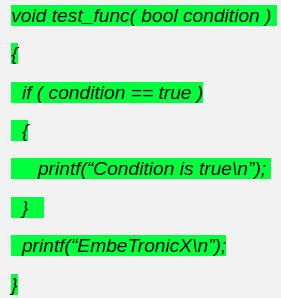 void test_func( bool condition )
{
if ( condition == true )
{
printf(“Condition is true\n”);
}
printf(“EmbeTronicX\n”);
}